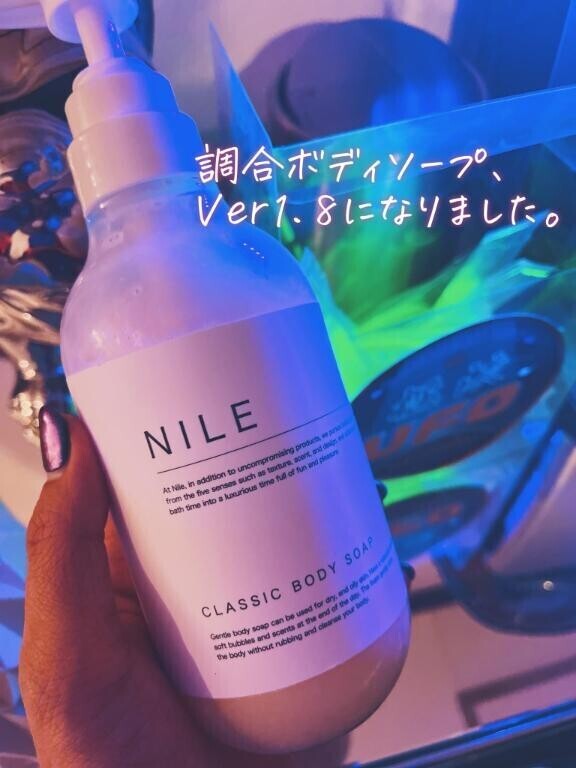 調合ボディソープ、
Ver1.8になりました。
NILE
At Nile, in addition to uncompromising products, we pursue
from the five senses such as texture, scent, and design, and
bath time into a luxurious time full of fun and pleasure
UFO
CLASSIC BODY SOAP
Gentle body soap can be used for dry, and oily skin.
soft bubbles and scents at the end of the day. The
the body without rubbing and cleanse your body.